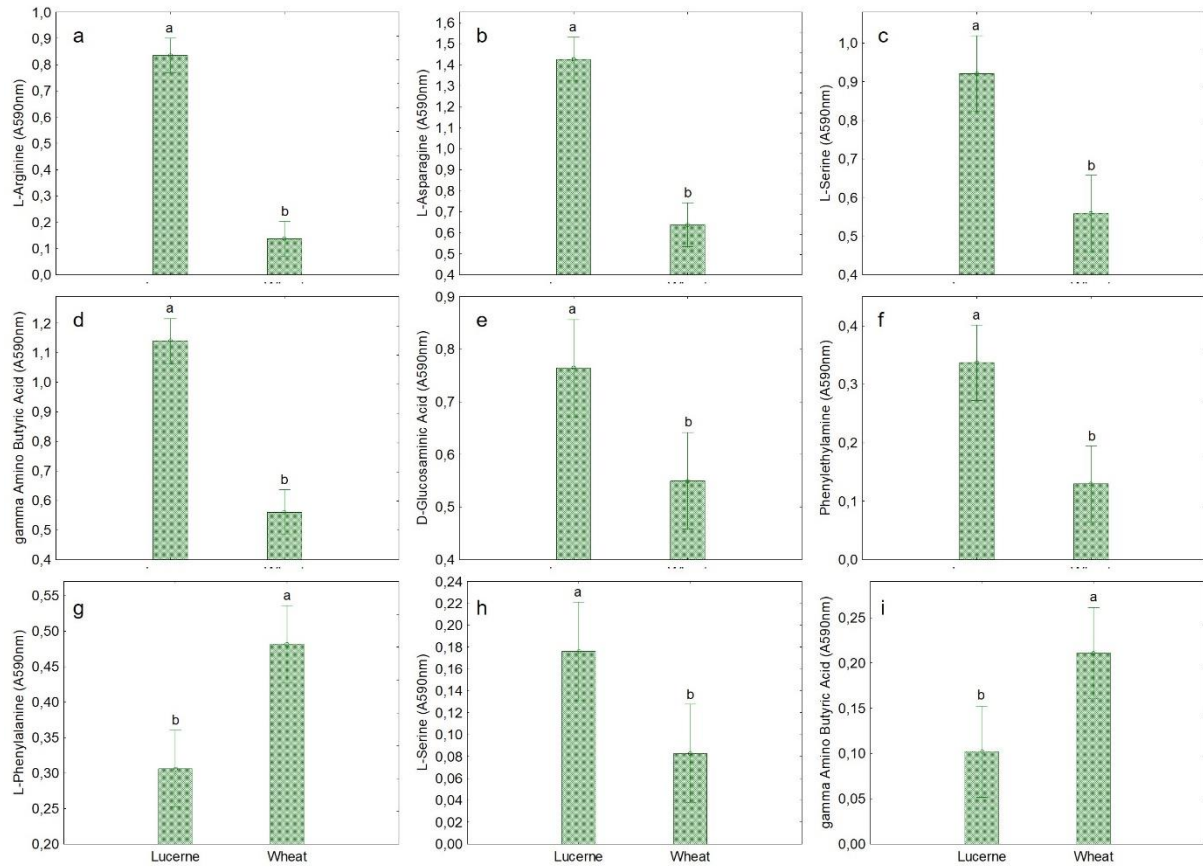 a
L-Arginine (A590nm)
1,0
0,9
0,8
0,7
0,6
0,5
0,4
0,3
0,2
0,1
0,0
a
b
b
L-Asparagine (A590nm)
1,6
1,5
1,4
1,3
1,2
1,1
1,0
0,9
0,8
0,7
0,6
0,5
0,4
a
b
c
L-Serine (A590nm)
1,0
0,9
0,8
0,7
0,6
0,5
0,4
a
b
d
gamma Amino Butyric Acid (A590nm)
1,2
1,1
1,0
0,9
0,8
0,7
0,6
0,5
0,4
a
b
e
D-Glucosaminic Acid (A590nm)
0,9
0,8
0,7
0,6
0,5
0,4
a
b
f
Phenylethylamine (A590nm)
0,4
0,3
0,2
0,1
0,0
a
b
g
L-Phenylalanine (A590nm)
0,55
0,50
0,45
0,40
0,35
0,30
0,25
0,20
b
a
Lucerne Wheat
h
L-Serine (A590nm)
0,24
0,22
0,20
0,18
0,16
0,14
0,12
0,10
0,08
0,06
0,04
0,02
0,00
a
b
Lucerne Wheat
i
gamma Amino Butyric Acid (A590nm)
0,25
0,20
0,15
0,10
0,05
0,00
b
a
Lucerne Wheat